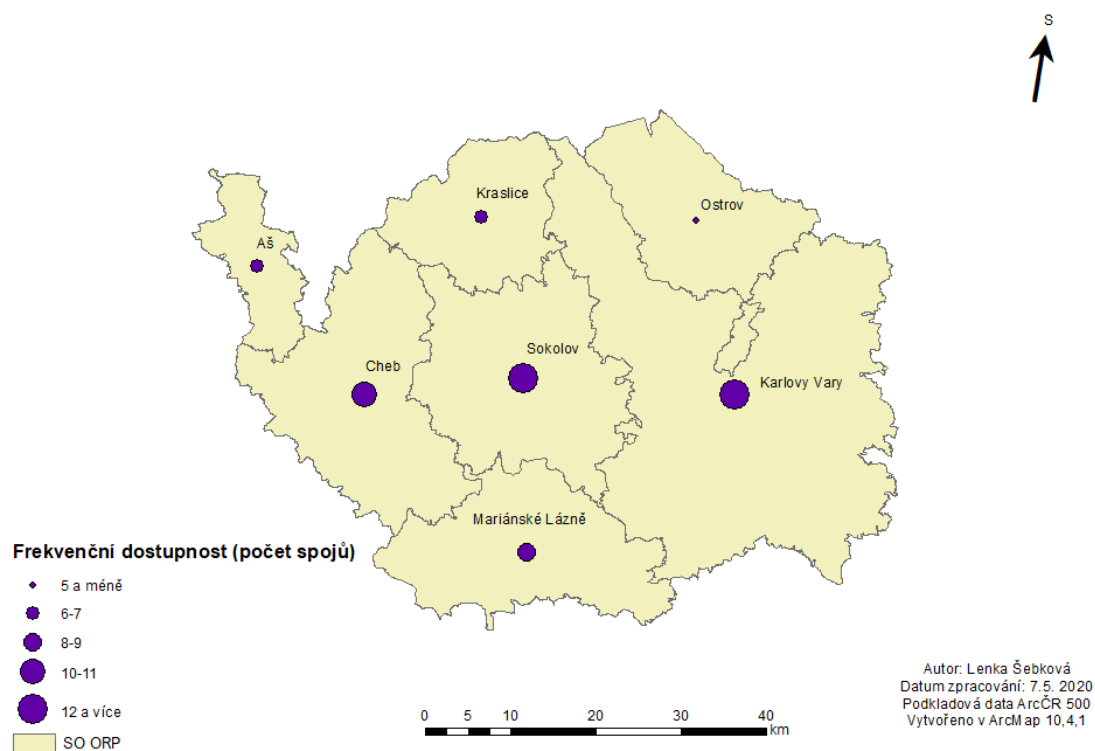 S
Kraslice
Ostrov
Aš
Sokolov
Cheb
Karlovy Vary
Mariánské Lázně
Frekvenční dostupnost (počet spojů)
5 a méně
6-7
8-9
10-11
12 a více
SO ORP
0 5 10 20 30 40
km
Autor: Lenka Šebková
Datum zpracování: 7.5. 2020
Podkladová data ArcČR 500
Vytvořeno v ArcMap 10,4,1